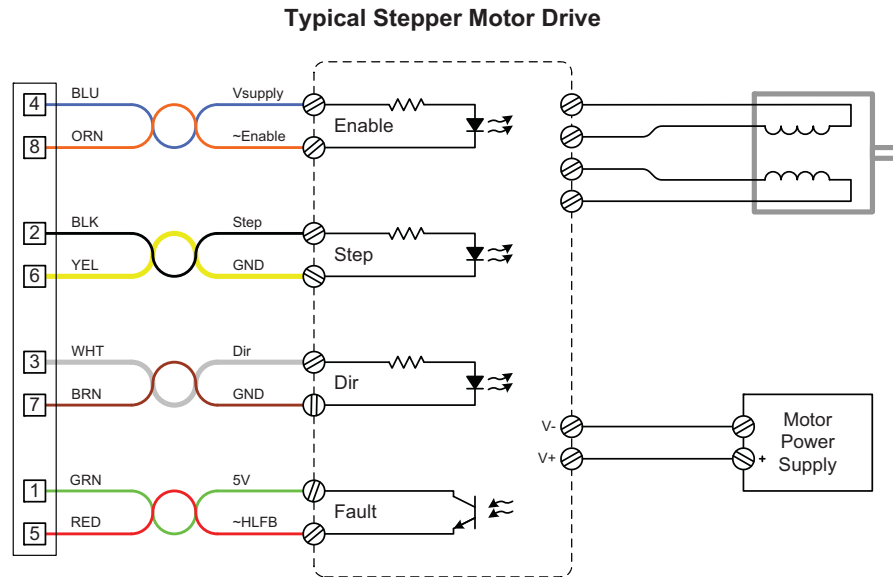 Typical Stepper Motor Drive
4 BLU Vsupply
Enable
8 ORN ~Enable
2 BLK Step
Step
6 YEL GND
3 WHT Dir
Dir
7 BRN GND
V-
V+ +
Motor
Power
Supply
1 GRN 5V
Fault
5 RED ~HLFB